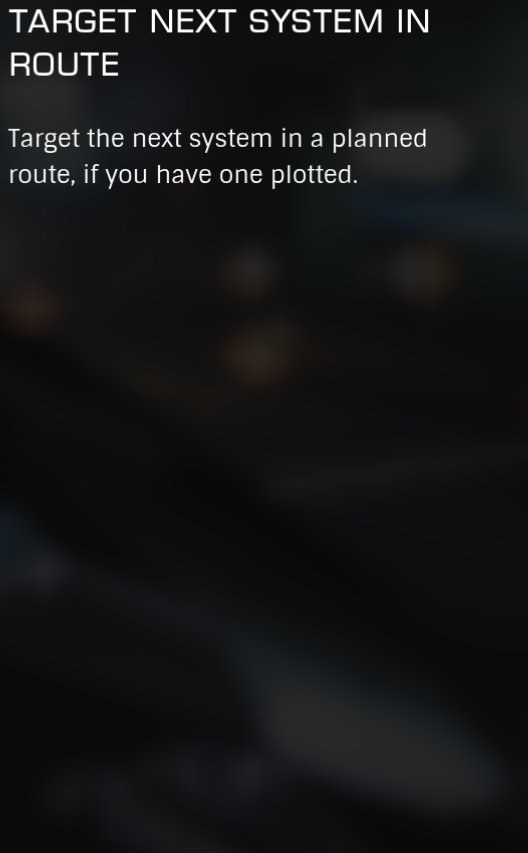 TARGET NEXT SYSTEM IN
ROUTE
Target the next system in a planned
route, if you have one plotted.